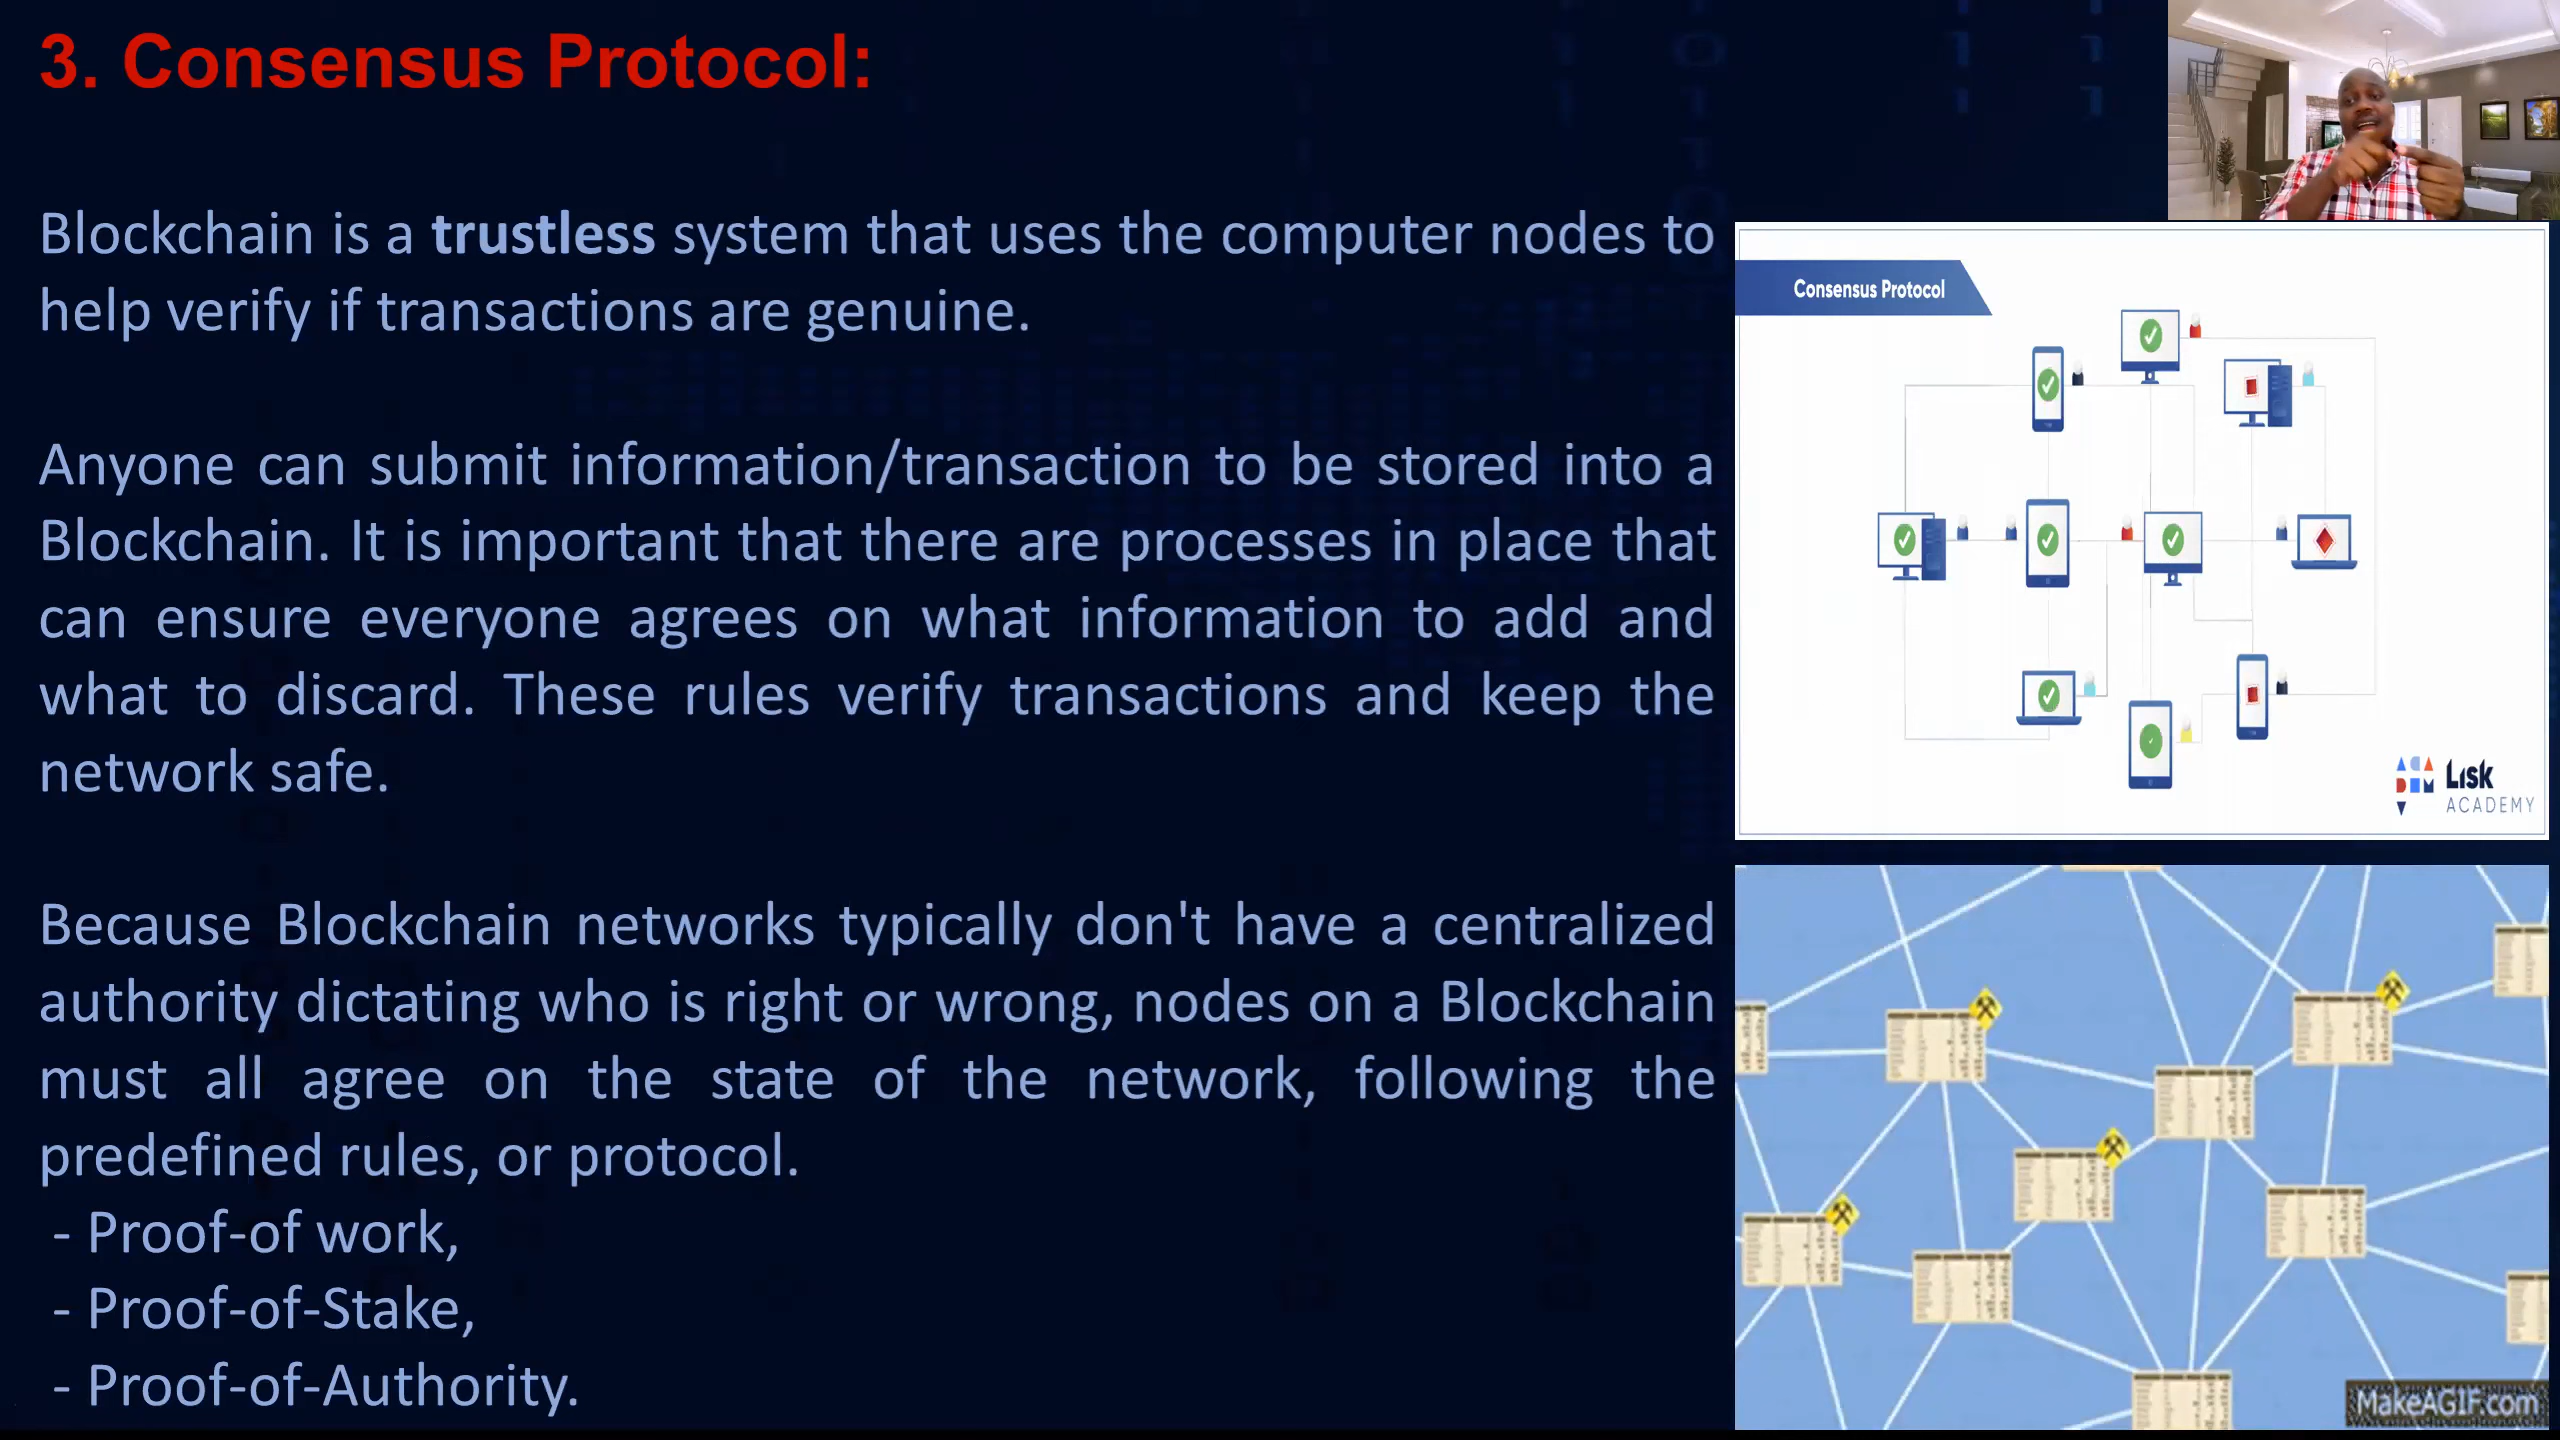 3. Consensus Protocol:
Blockchain is a trustless system that uses the computer nodes to
help verify if transactions are genuine.
Anyone can submit information/transaction to be stored into a
Blockchain. It is important that there are processes in place that
can ensure everyone agrees on what information to add and
what to discard. These rules verify transactions and keep the
network safe.
Because Blockchain networks typically don't have a centralized
authority dictating who is right or wrong, nodes on a Blockchain
must all agree on the state of the network, following the
predefined rules, or protocol.
- Proof-of work,
- Proof-of-Stake,
- Proof-of-Authority.
Consensus Protocol
Lisk
ACADEMY
MakeAGIF.com